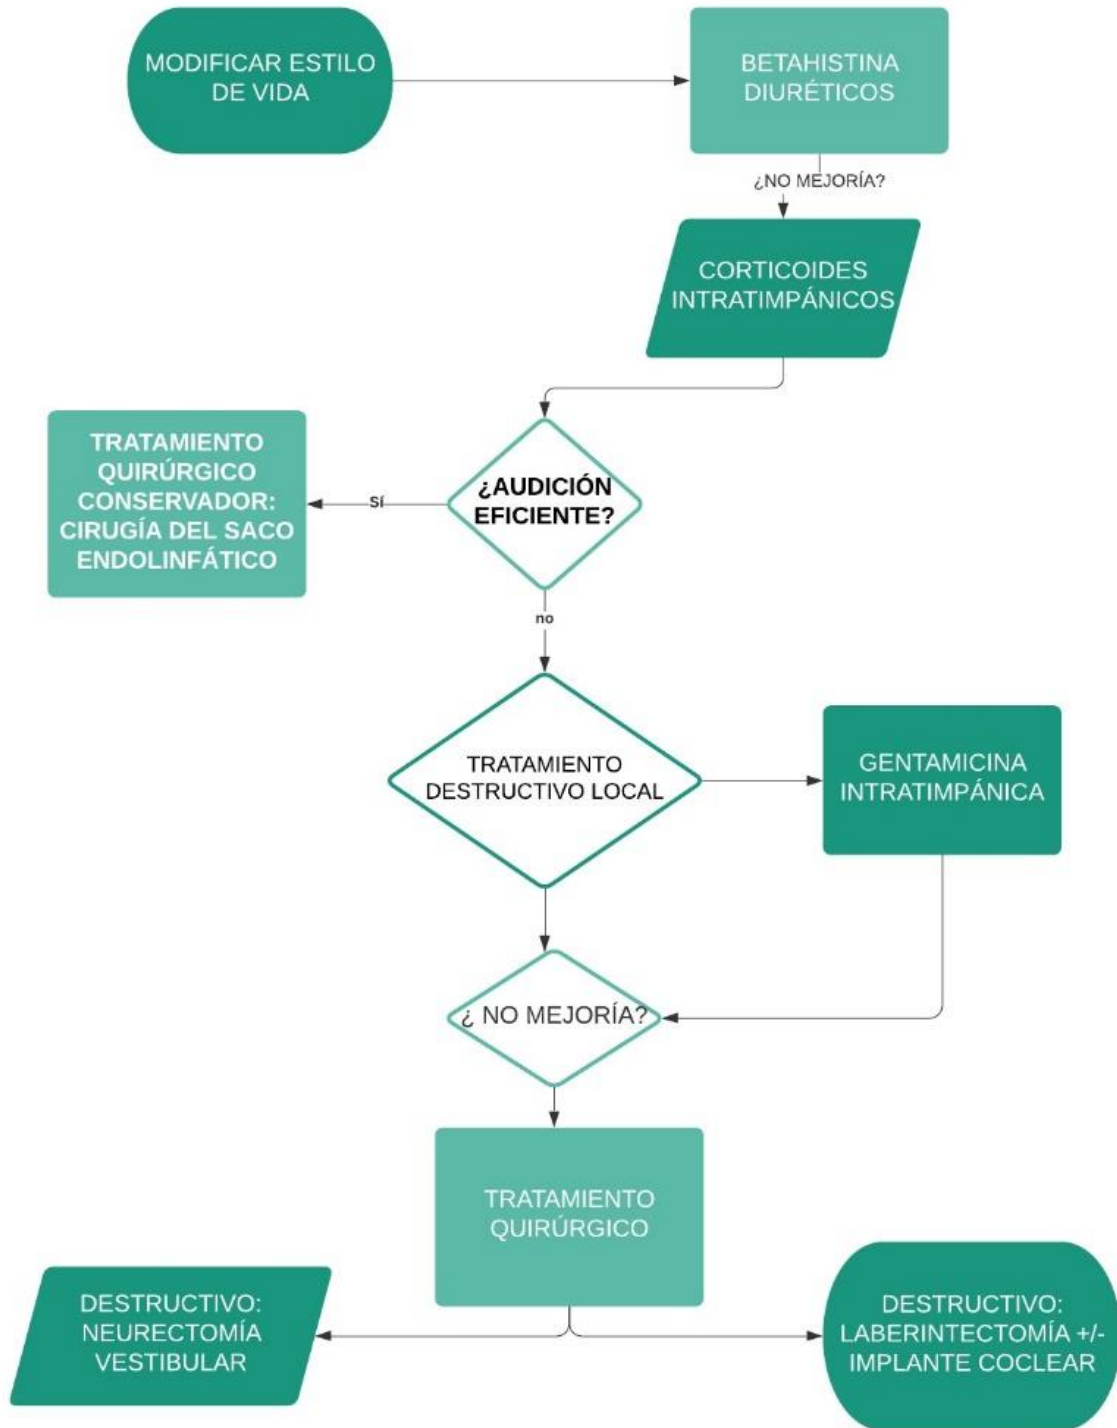 MODIFICAR ESTILO
DE VIDA
BETAHISTINA
DIURÉTICOS
¿NO MEJORÍA?
CORTICOIDES
INTRATIMPÁNICOS
¿AUDICIÓN
EFICIENTE?
Sí
TRATAMIENTO
QUIRÚRGICO
CONSERVADOR:
CIRUGÍA DEL SACO
ENDOLINFÁTICO
no
TRATAMIENTO
DESTRUCTIVO LOCAL
GENTAMICINA
INTRATIMPÁNICA
¿ NO MEJORÍA?
TRATAMIENTO
QUIRÚRGICO
DESTRUCTIVO:
NEURECTOMÍA
VESTIBULAR
DESTRUCTIVO:
LABERINTECTOMÍA +/-
IMPLANTE COCLEAR